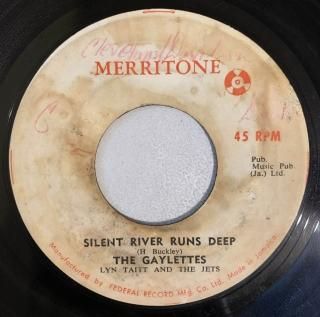 MERRITONE
45 RPM
Pub.
Music Pub.
(Ja.) Ltd.
SILENT RIVER RUNS DEEP
(H Buckley)
THE GAYLETTES
LYN TAITT AND THE JETS
Manufactured by FEDERAL RECORD Mfg. Co. Ltd. Made in Jamaica